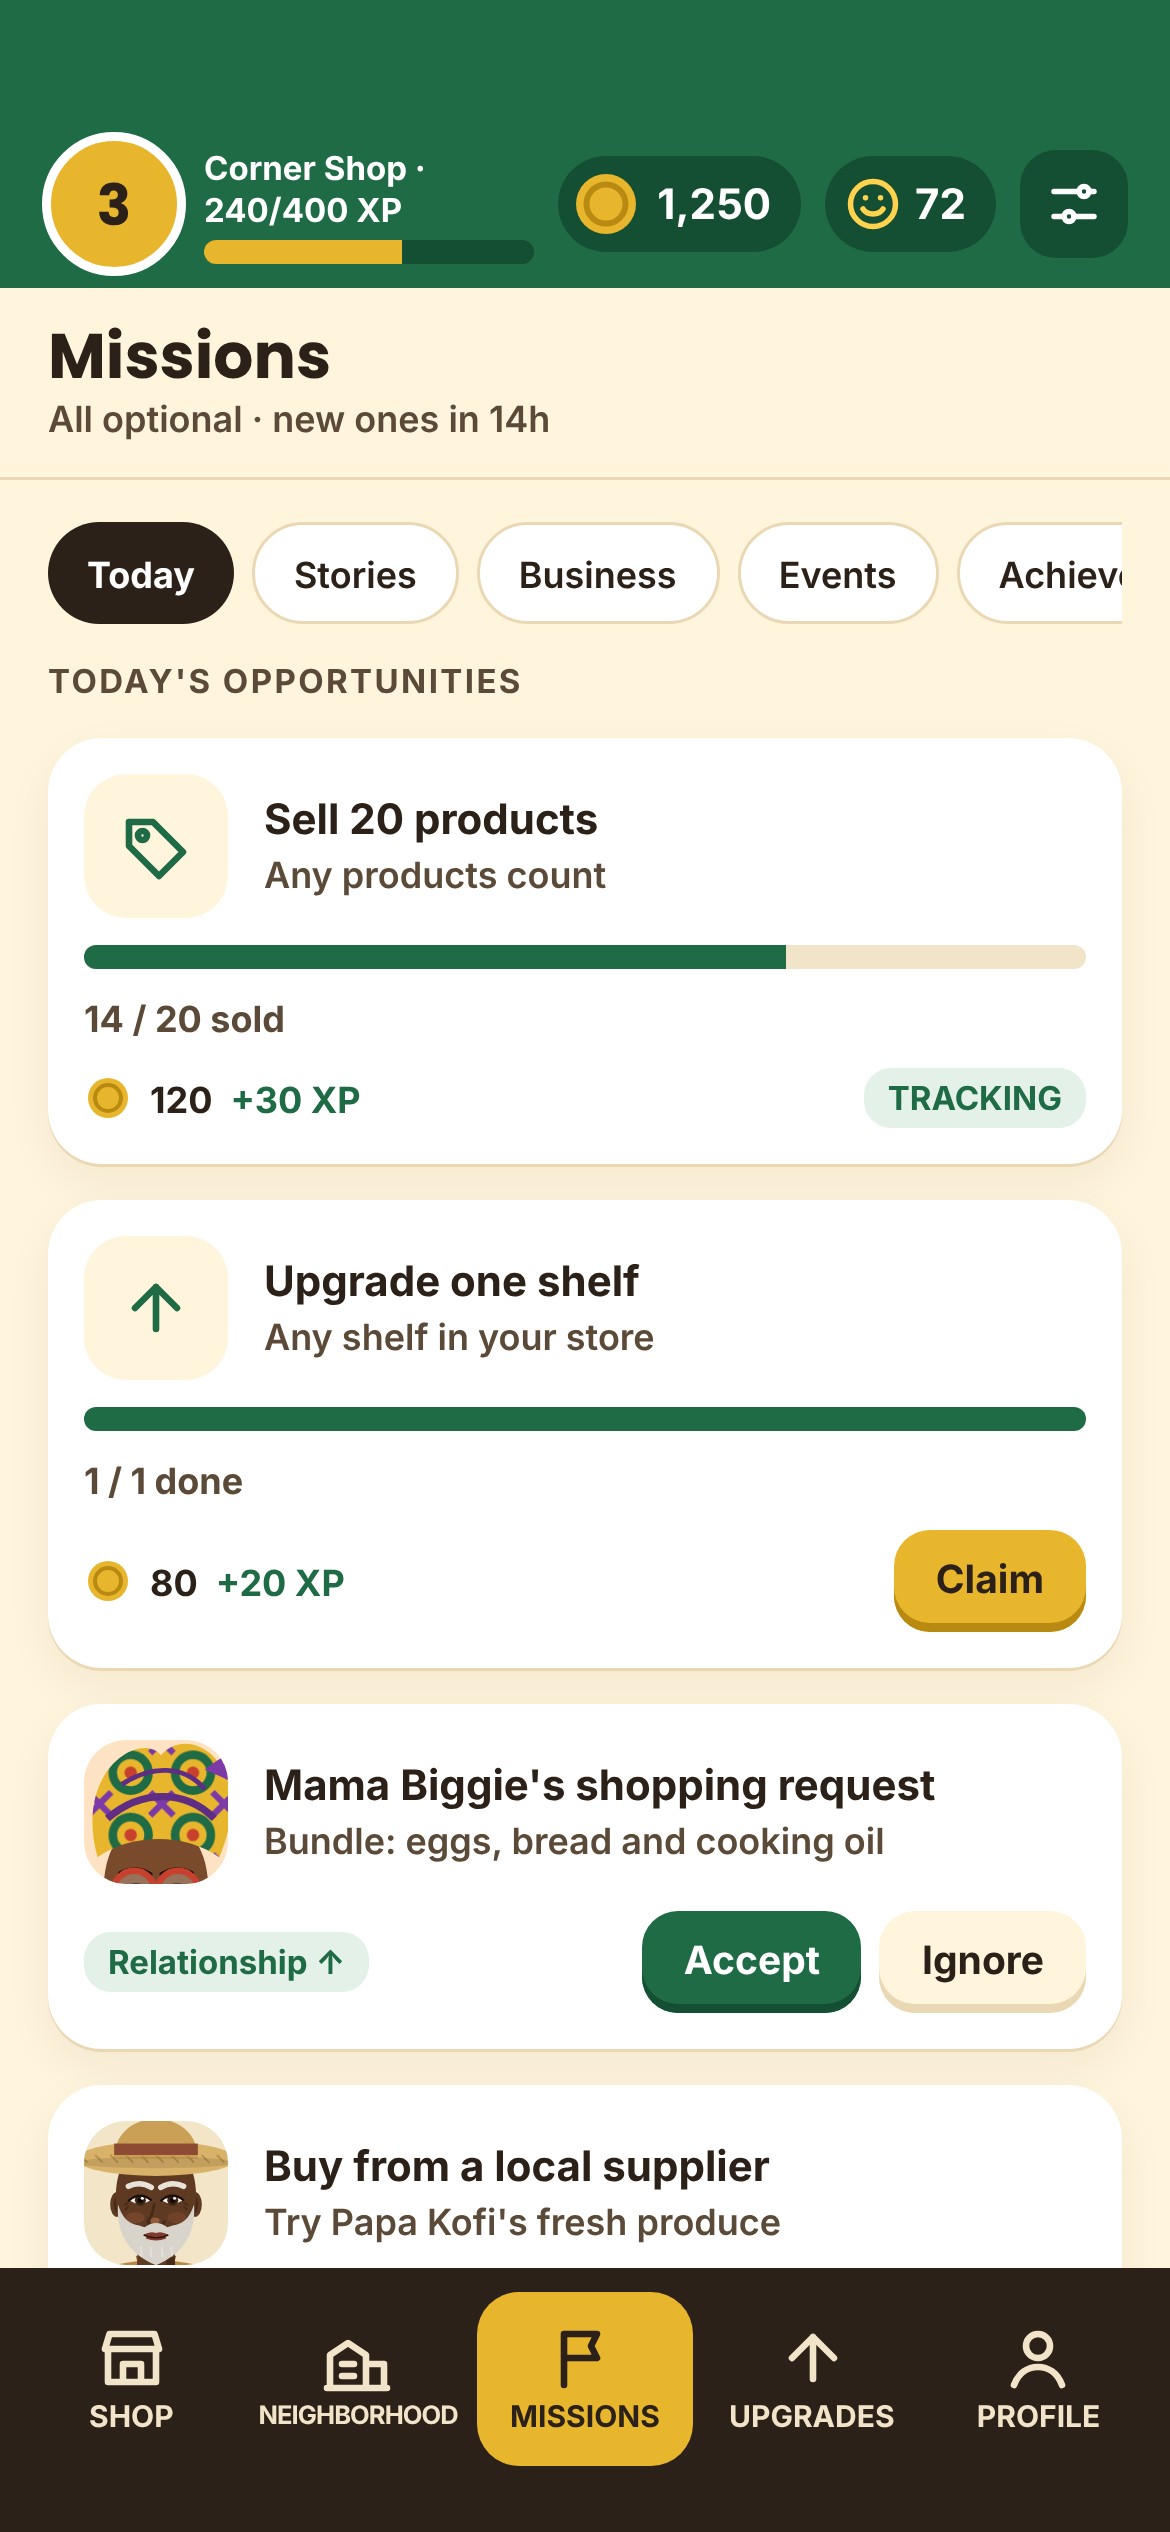 3
Corner Shop ·
240/400 XP
1,250
72
Missions
All optional · new ones in 14h
Today
Stories
Business
Events
Achiev
TODAY'S OPPORTUNITIES
Sell 20 products
Any products count
14 / 20 sold
120 +30 XP
TRACKING
Upgrade one shelf
Any shelf in your store
1 / 1 done
80 +20 XP
Claim
Mama Biggie's shopping request
Bundle: eggs, bread and cooking oil
Relationship ↑
Accept
Ignore
Buy from a local supplier
Try Papa Kofi's fresh produce
SHOP
NEIGHBORHOOD
MISSIONS
UPGRADES
PROFILE